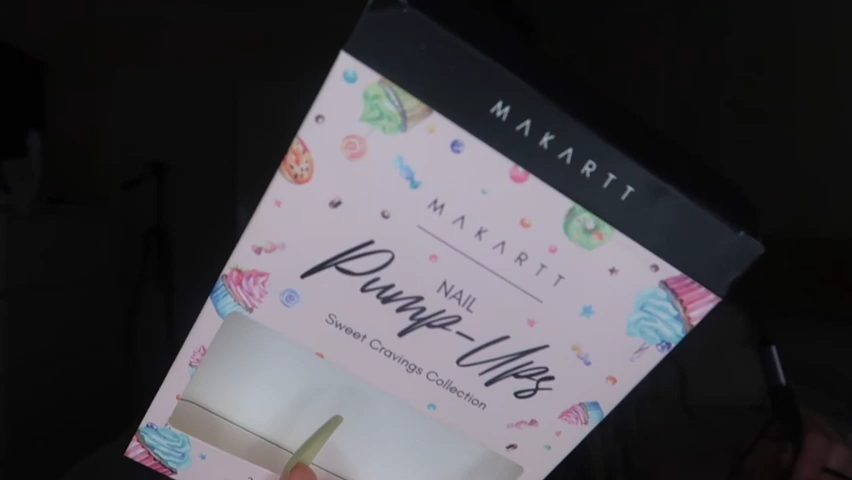 MAKARTT
MAKARTT
NAIL
Pump-Ups
Sweet Cravings Collection